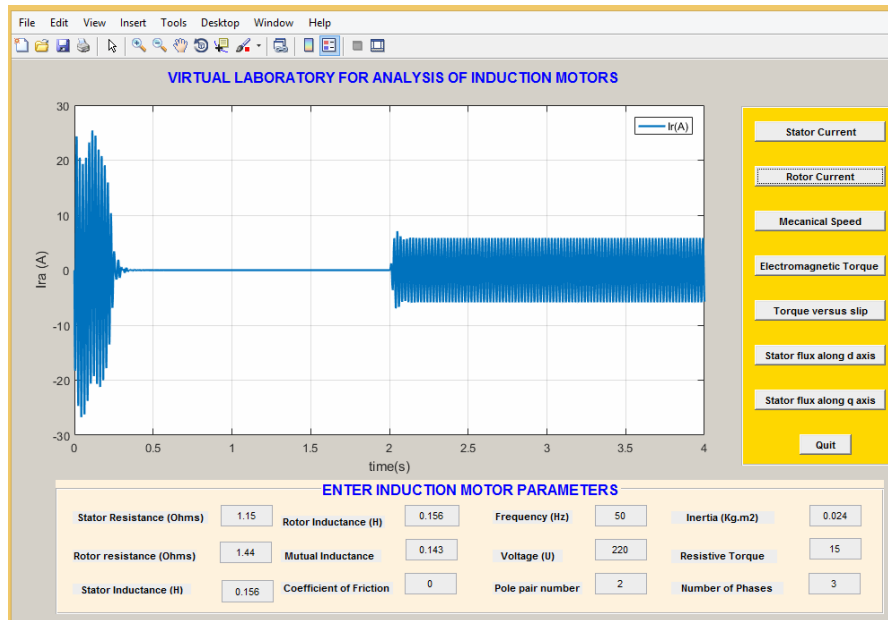 File Edit View Insert Tools Desktop Window Help
VIRTUAL LABORATORY FOR ANALYSIS OF INDUCTION MOTORS
30
20
10
0
-10
-20
-30
Ira (A)
Ir(A)
0 0.5 1 1.5 2 2.5 3 3.5 4
time(s)
Stator Current
Rotor Current
Mecanical Speed
Electromagnetic Torque
Torque versus slip
Stator flux along d axis
Stator flux along q axis
Quit
ENTER INDUCTION MOTOR PARAMETERS
Stator Resistance (Ohms) 1.15 Rotor Inductance (H) 0.156 Frequency (Hz) 50 Inertia (Kg.m2) 0.024
Rotor resistance (Ohms) 1.44 Mutual Inductance 0.143 Voltage (U) 220 Resistive Torque 15
Stator Inductance (H) 0.156 Coefficient of Friction 0 Pole pair number 2 Number of Phases 3